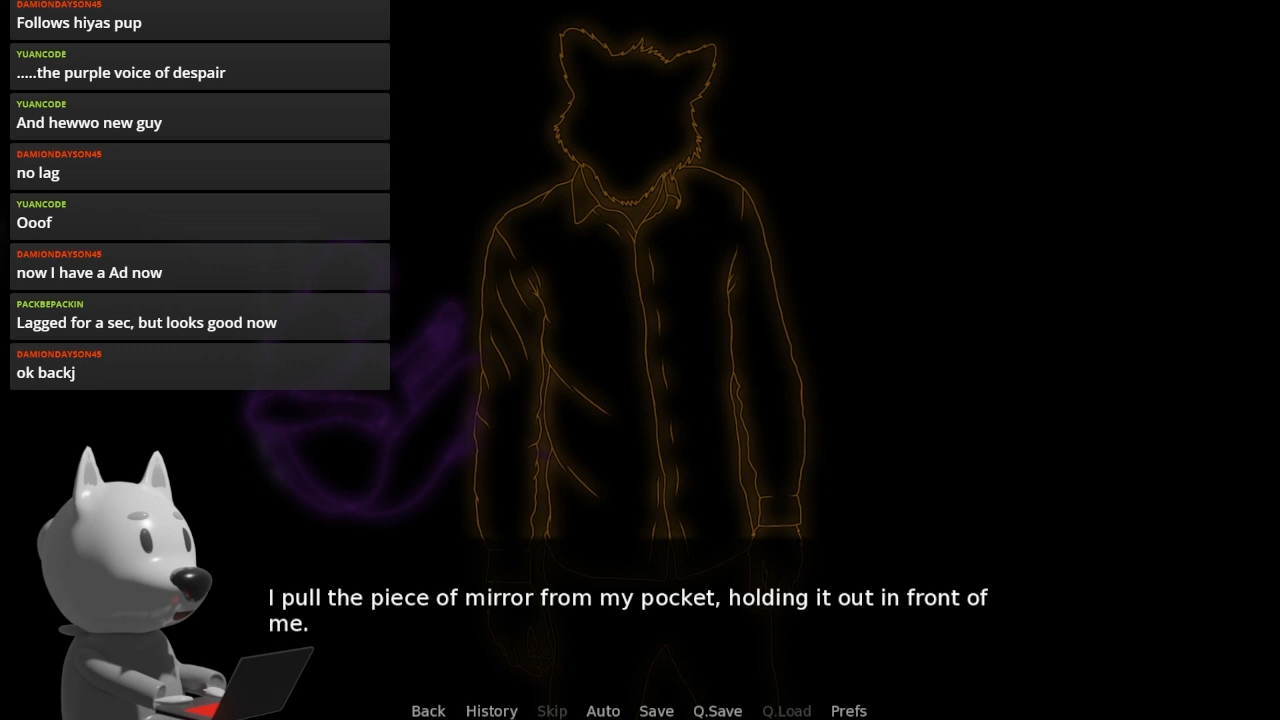 DAMIONDAYSON45
Follows hiyas pup
YUANCODE
.....the purple voice of despair
YUANCODE
And hewwo new guy
DAMIONDAYSON45
no lag
YUANCODE
Ooof
DAMIONDAYSON45
now I have a Ad now
PACKBEPACKIN
Lagged for a sec, but looks good now
DAMIONDAYSON45
ok backj
I pull the piece of mirror from my pocket, holding it out in front of
me.
Back History Skip Auto Save Q.Save Q.Load Prefs